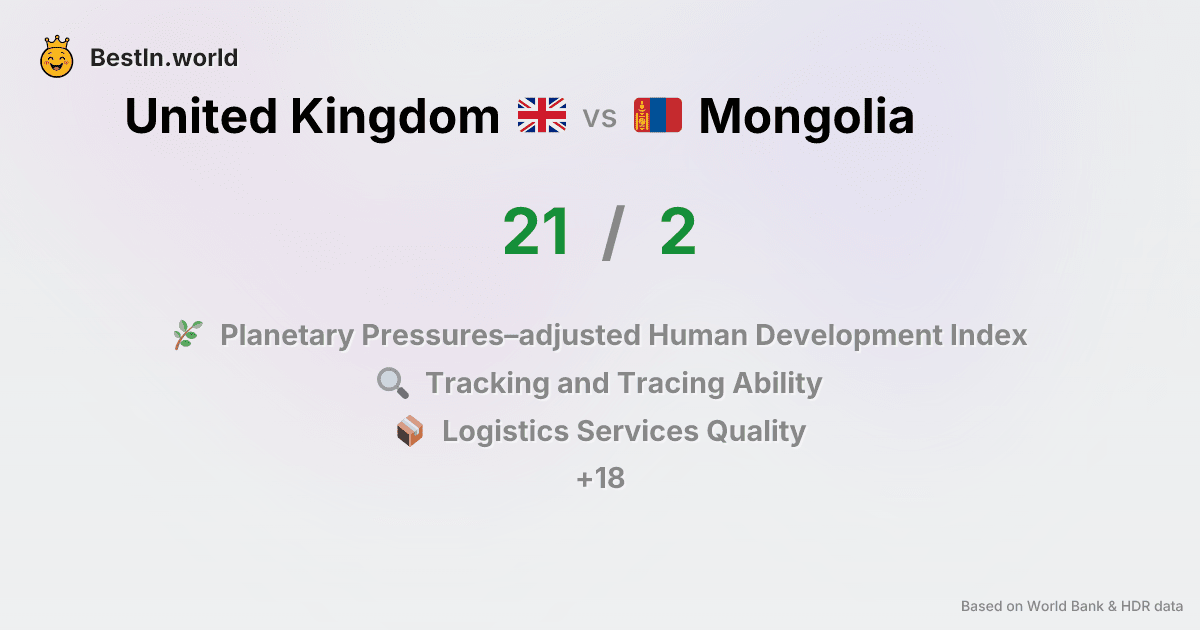 BestIn.world
United Kingdom vs Mongolia
21 / 2
Planetary Pressures–adjusted Human Development Index
Tracking and Tracing Ability
Logistics Services Quality
+18
Based on World Bank & HDR data